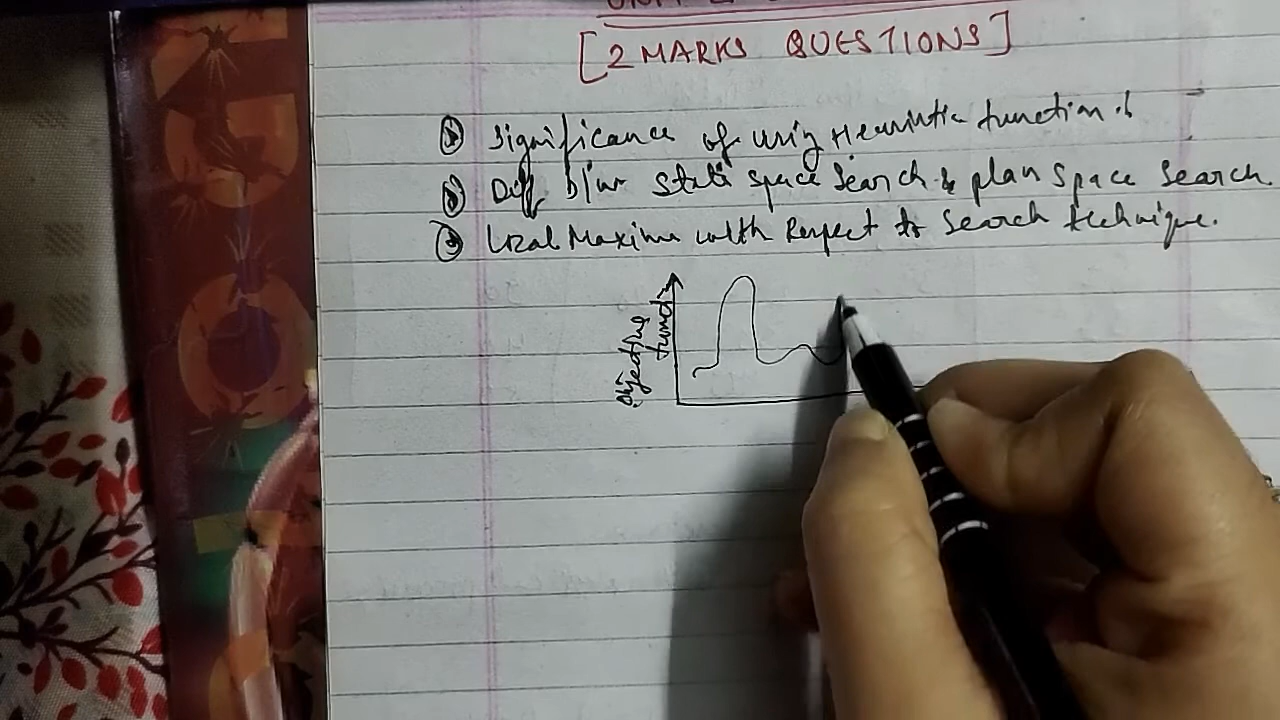 [2 MARKS QUESTIONS]
Significance of using Heuristic function.
Diff b/w state space search & plan space search.
Local Maxima with Respect to search technique.
Objective funct